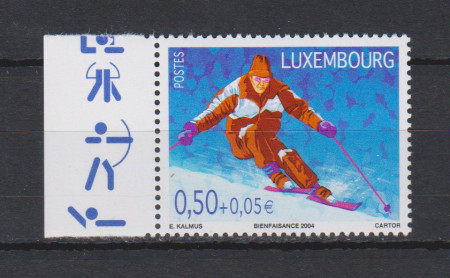 POSTES
LUXEMBOURG
0,50+0,05€
E. KALMUS BIENFAISANCE 2004 CARTOR